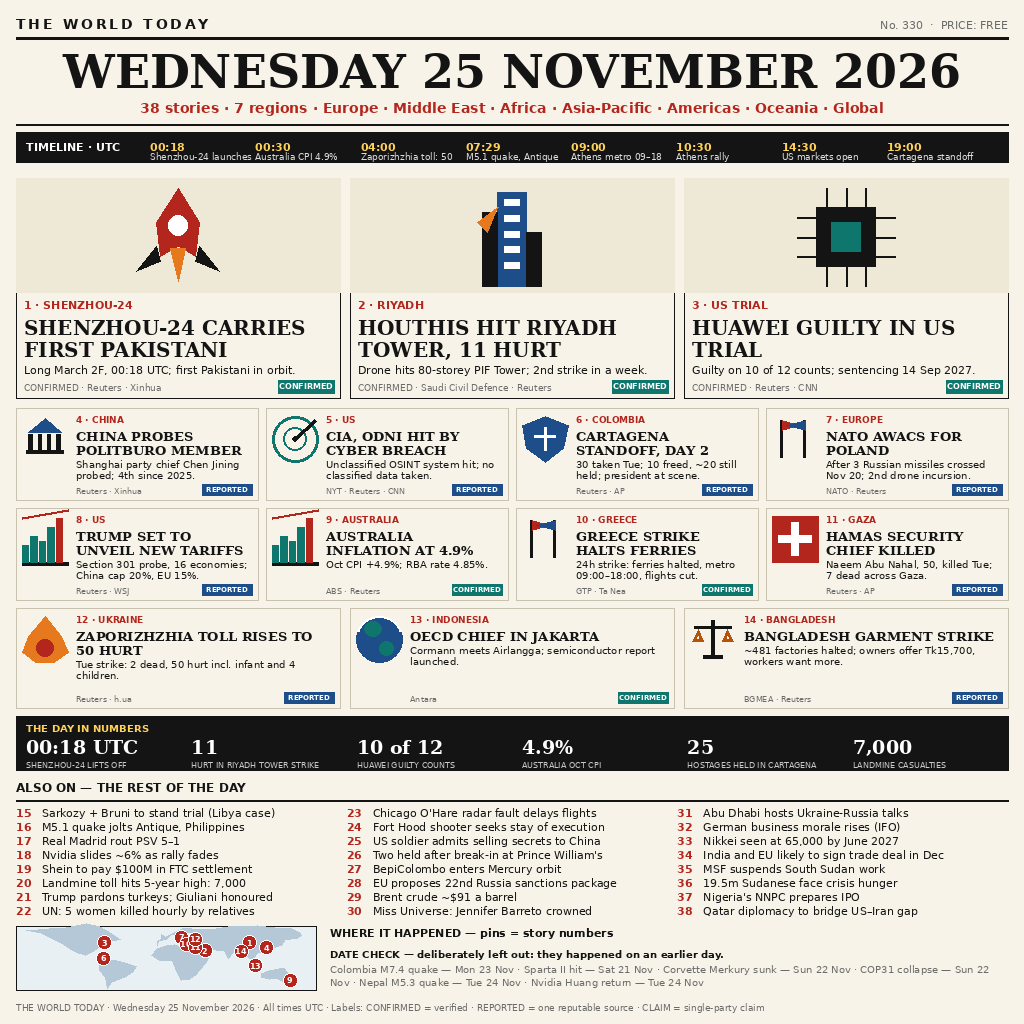 THE WORLD TODAY
No. 330 · PRICE: FREE
WEDNESDAY 25 NOVEMBER 2026
38 stories · 7 regions · Europe · Middle East · Africa · Asia-Pacific · Americas · Oceania · Global
TIMELINE · UTC
00:18
Shenzhou-24 launches
00:30
Australia CPI 4.9%
04:00
Zaporizhzhia toll: 50
07:29
M5.1 quake, Antique
09:00
Athens metro 09–18
10:30
Athens rally
14:30
US markets open
19:00
Cartagena standoff
1 · SHENZHOU-24
SHENZHOU-24 CARRIES
FIRST PAKISTANI
Long March 2F, 00:18 UTC; first Pakistani in orbit.
CONFIRMED · Reuters · Xinhua
CONFIRMED
2 · RIYADH
HOUTHIS HIT RIYADH
TOWER, 11 HURT
Drone hits 80-storey PIF Tower; 2nd strike in a week.
CONFIRMED · Saudi Civil Defence · Reuters
CONFIRMED
3 · US TRIAL
HUAWEI GUILTY IN US
TRIAL
Guilty on 10 of 12 counts; sentencing 14 Sep 2027.
CONFIRMED · Reuters · CNN
CONFIRMED
4 · CHINA
CHINA PROBES
POLITBURO MEMBER
Shanghai party chief Chen Jining
probed; 4th since 2025.
Reuters · Xinhua
REPORTED
5 · US
CIA, ODNI HIT BY
CYBER BREACH
Unclassified OSINT system hit; no
classified data taken.
NYT · Reuters · CNN
REPORTED
6 · COLOMBIA
CARTAGENA
STANDOFF, DAY 2
30 taken Tue; 10 freed, ~20 still
held; president at scene.
Reuters · AP
REPORTED
7 · EUROPE
NATO AWACS FOR
POLAND
After 3 Russian missiles crossed
Nov 20; 2nd drone incursion.
NATO · Reuters
REPORTED
8 · US
TRUMP SET TO
UNVEIL NEW TARIFFS
Section 301 probe, 16 economies;
China cap 20%, EU 15%.
Reuters · WSJ
REPORTED
9 · AUSTRALIA
AUSTRALIA
INFLATION AT 4.9%
Oct CPI +4.9%; RBA rate 4.85%.
ABS · Reuters
CONFIRMED
10 · GREECE
GREECE STRIKE
HALTS FERRIES
24h strike: ferries halted, metro
09:00–18:00, flights cut.
GTP · Ta Nea
CONFIRMED
11 · GAZA
HAMAS SECURITY
CHIEF KILLED
Naeem Abu Nahal, 50, killed Tue;
7 dead across Gaza.
Reuters · AP
REPORTED
12 · UKRAINE
ZAPORIZHZHIA TOLL RISES TO
50 HURT
Tue strike: 2 dead, 50 hurt incl. infant and 4
children.
Reuters · h.ua
REPORTED
13 · INDONESIA
OECD CHIEF IN JAKARTA
Cormann meets Airlangga; semiconductor report
launched.
Antara
CONFIRMED
14 · BANGLADESH
BANGLADESH GARMENT STRIKE
~481 factories halted; owners offer Tk15,700,
workers want more.
BGMEA · Reuters
REPORTED
THE DAY IN NUMBERS
00:18 UTC
SHENZHOU-24 LIFTS OFF
11
HURT IN RIYADH TOWER STRIKE
10 of 12
HUAWEI GUILTY COUNTS
4.9%
AUSTRALIA OCT CPI
25
HOSTAGES HELD IN CARTAGENA
7,000
LANDMINE CASUALTIES
ALSO ON — THE REST OF THE DAY
15 Sarkozy + Bruni to stand trial (Libya case)
16 M5.1 quake jolts Antique, Philippines
17 Real Madrid rout PSV 5–1
18 Nvidia slides ~6% as rally fades
19 Shein to pay $100M in FTC settlement
20 Landmine toll hits 5-year high: 7,000
21 Trump pardons turkeys; Giuliani honoured
22 UN: 5 women killed hourly by relatives
23 Chicago O'Hare radar fault delays flights
24 Fort Hood shooter seeks stay of execution
25 US soldier admits selling secrets to China
26 Two held after break-in at Prince William's
27 BepiColombo enters Mercury orbit
28 EU proposes 22nd Russia sanctions package
29 Brent crude ~$91 a barrel
30 Miss Universe: Jennifer Barreto crowned
31 Abu Dhabi hosts Ukraine-Russia talks
32 German business morale rises (IFO)
33 Nikkei seen at 65,000 by June 2027
34 India and EU likely to sign trade deal in Dec
35 MSF suspends South Sudan work
36 19.5m Sudanese face crisis hunger
37 Nigeria's NNPC prepares IPO
38 Qatar diplomacy to bridge US–Iran gap
3
6
7
12
2
1
4
14
13
9
WHERE IT HAPPENED — pins = story numbers
DATE CHECK — deliberately left out: they happened on an earlier day.
Colombia M7.4 quake — Mon 23 Nov · Sparta II hit — Sat 21 Nov · Corvette Merkury sunk — Sun 22 Nov · COP31 collapse — Sun 22
Nov · Nepal M5.3 quake — Tue 24 Nov · Nvidia Huang return — Tue 24 Nov
THE WORLD TODAY · Wednesday 25 November 2026 · All times UTC · Labels: CONFIRMED = verified · REPORTED = one reputable source · CLAIM = single-party claim